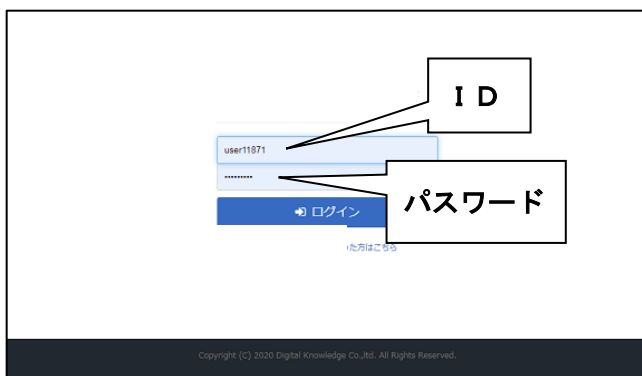 ＩＤ
user11871
パスワード
ログイン
た方はこちら
Copyright (C) 2020 Digital Knowledge Co.,ltd. All Rights Reserved.